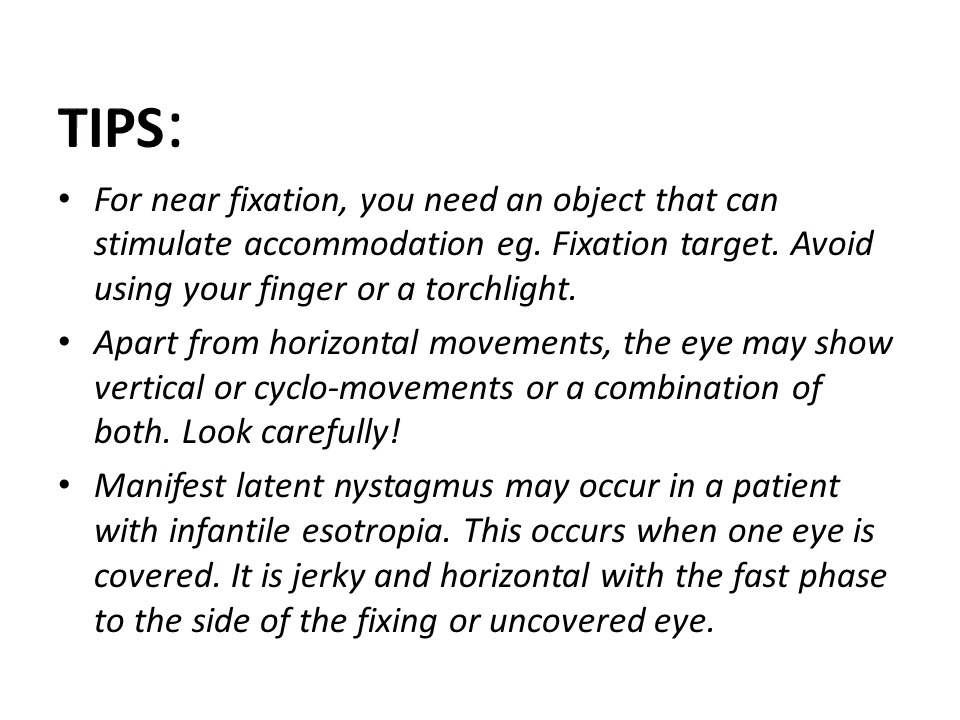 TIPS:
• For near fixation, you need an object that can
stimulate accommodation eg. Fixation target. Avoid
using your finger or a torchlight.
• Apart from horizontal movements, the eye may show
vertical or cyclo-movements or a combination of
both. Look carefully!
• Manifest latent nystagmus may occur in a patient
with infantile esotropia. This occurs when one eye is
covered. It is jerky and horizontal with the fast phase
to the side of the fixing or uncovered eye.